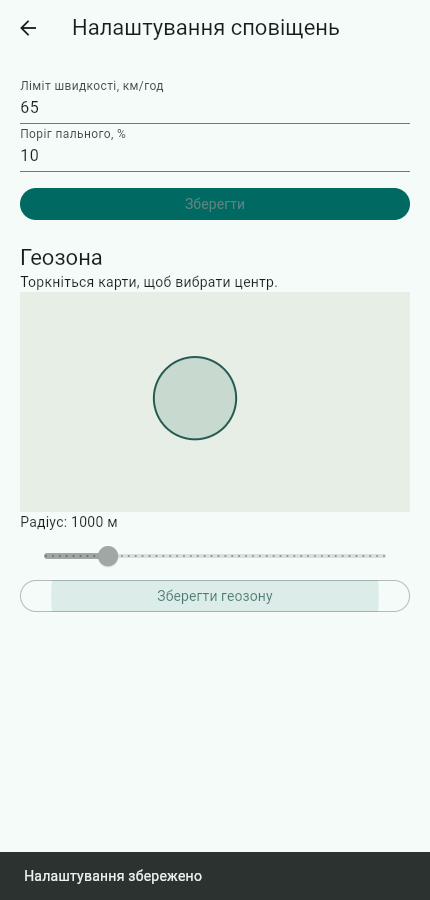 Налаштування сповіщень
Ліміт швидкості, км/год
65
Поріг пального, %
10
Зберегти
Геозона
Торкніться карти, щоб вибрати центр.
Радіус: 1000 м
Зберегти геозону
Налаштування збережено